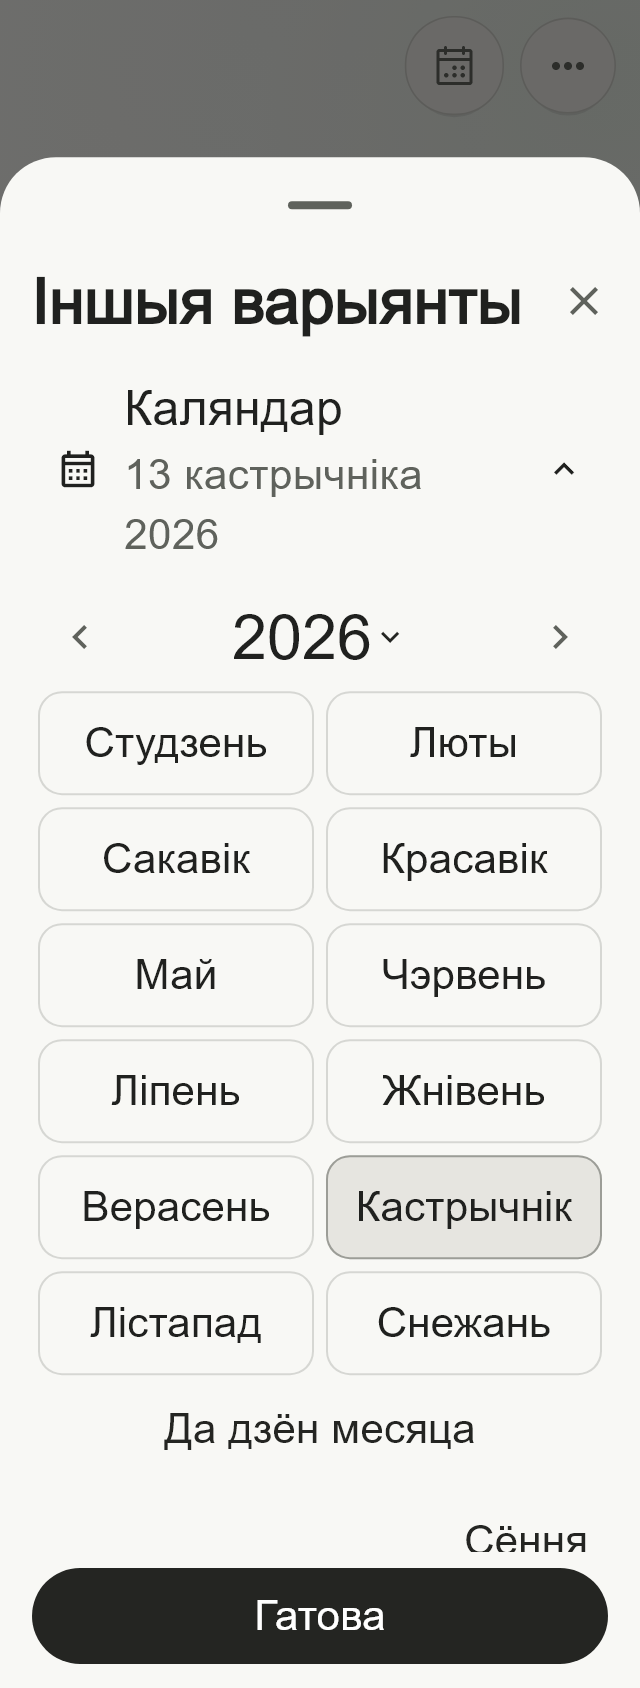 Іншыя варыянты
Каляндар
13 кастрычніка
2026
2026
Студзень Люты
Сакавік Красавік
Май Чэрвень
Ліпень Жнівень
Верасень Кастрычнік
Лістапад Снежань
Да дзён месяца
Сёння
Гатова